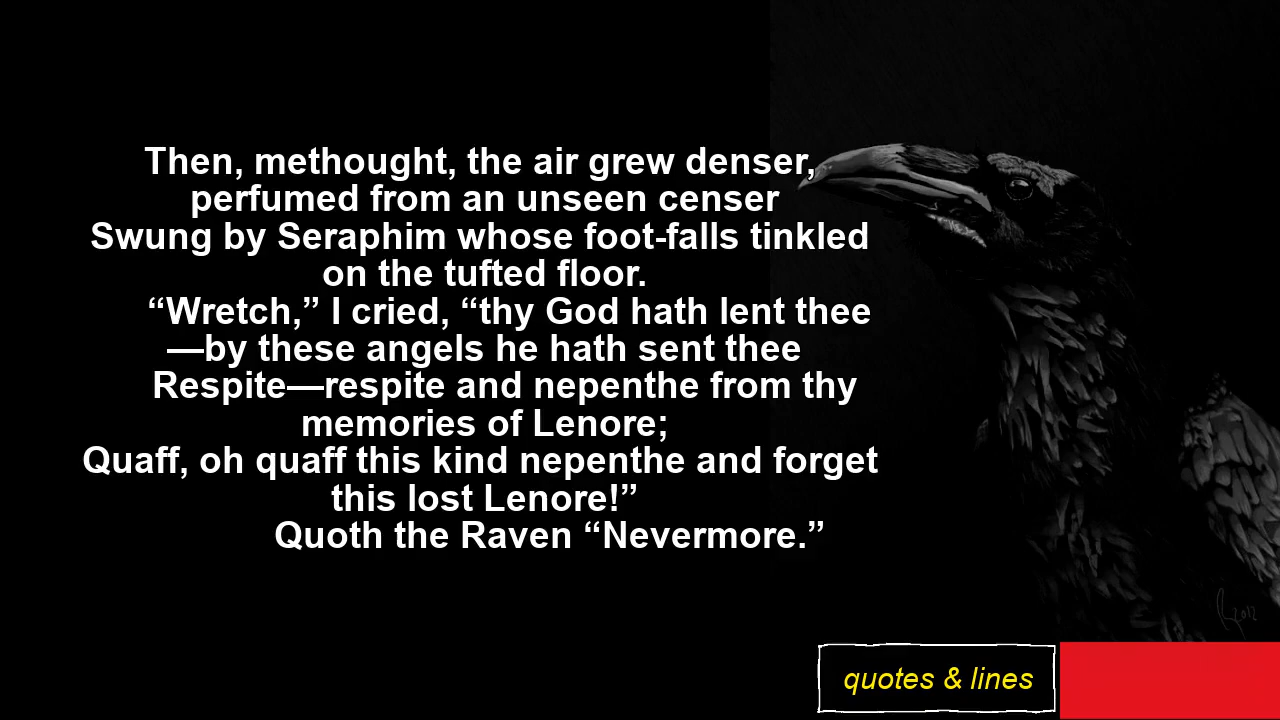 Then, methought, the air grew denser,
perfumed from an unseen censer
Swung by Seraphim whose foot-falls tinkled
on the tufted floor.
“Wretch,” I cried, “thy God hath lent thee
—by these angels he hath sent thee
Respite—respite and nepenthe from thy
memories of Lenore;
Quaff, oh quaff this kind nepenthe and forget
this lost Lenore!”
Quoth the Raven “Nevermore.”
2012
quotes & lines